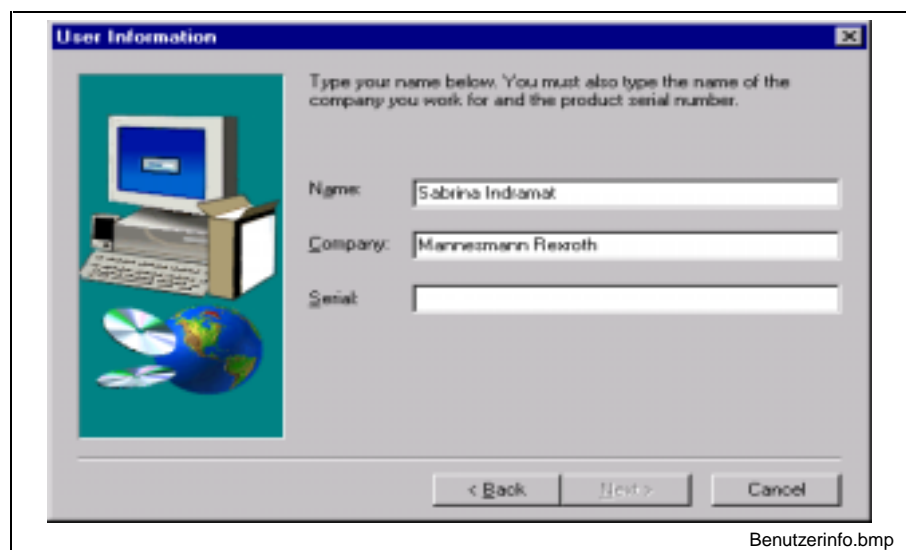 User Information
Type your name below. You must also type the name of the
company you work for and the product serial number.
Name: Sabrina Indramat
Company: Mannesmann Rexroth
Serial:
< Back Next > Cancel
Benutzerinfo.bmp